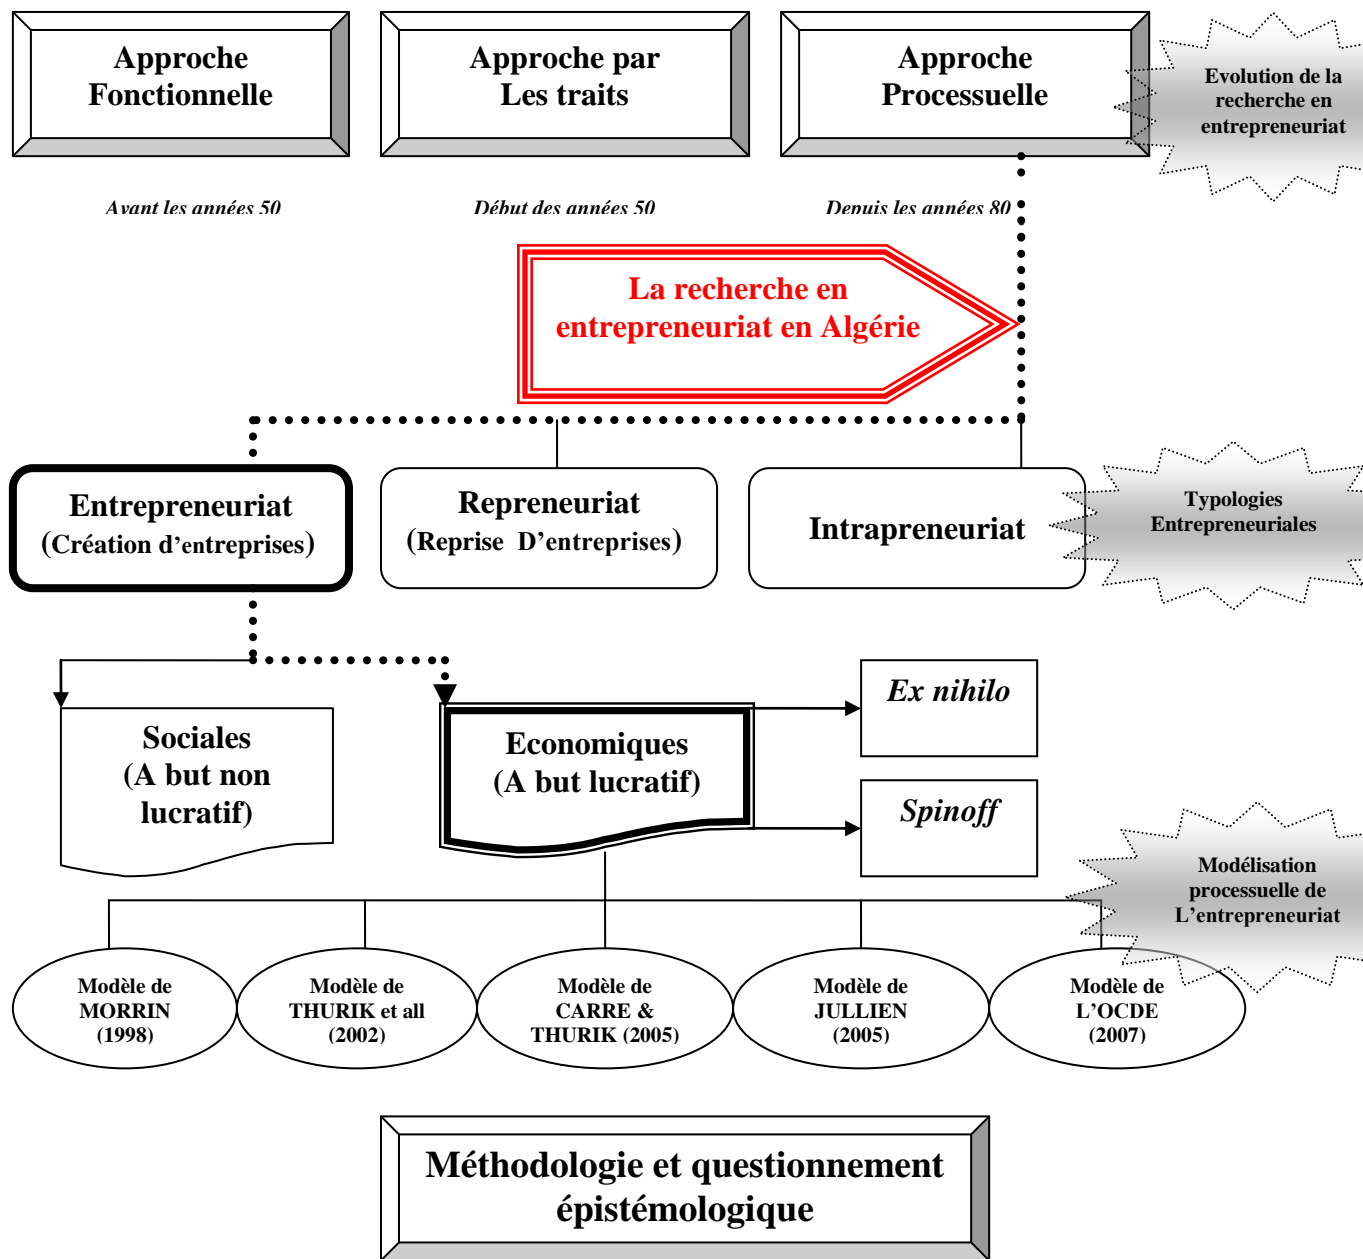 Approche
Fonctionnelle
Approche par
Les traits
Approche
Processuelle
Evolution de la
recherche en
entrepreneuriat
Avant les années 50
Début des années 50
Depuis les années 80
La recherche en
entrepreneuriat en Algérie
Entrepreneuriat
(Création d'entreprises)
Repreneuriat
(Reprise D'entreprises)
Intrapreneuriat
Typologies
Entrepreneuriales
Sociales
(A but non
lucratif)
Economiques
(A but lucratif)
Ex nihilo
Spinoff
Modélisation
processuelle de
L'entrepreneuriat
Modèle de
MORRIN
(1998)
Modèle de
THURIK et all
(2002)
Modèle de
CARRE &
THURIK (2005)
Modèle de
JULLIEN
(2005)
Modèle de
L'OCDE
(2007)
Méthodologie et questionnement
épistémologique